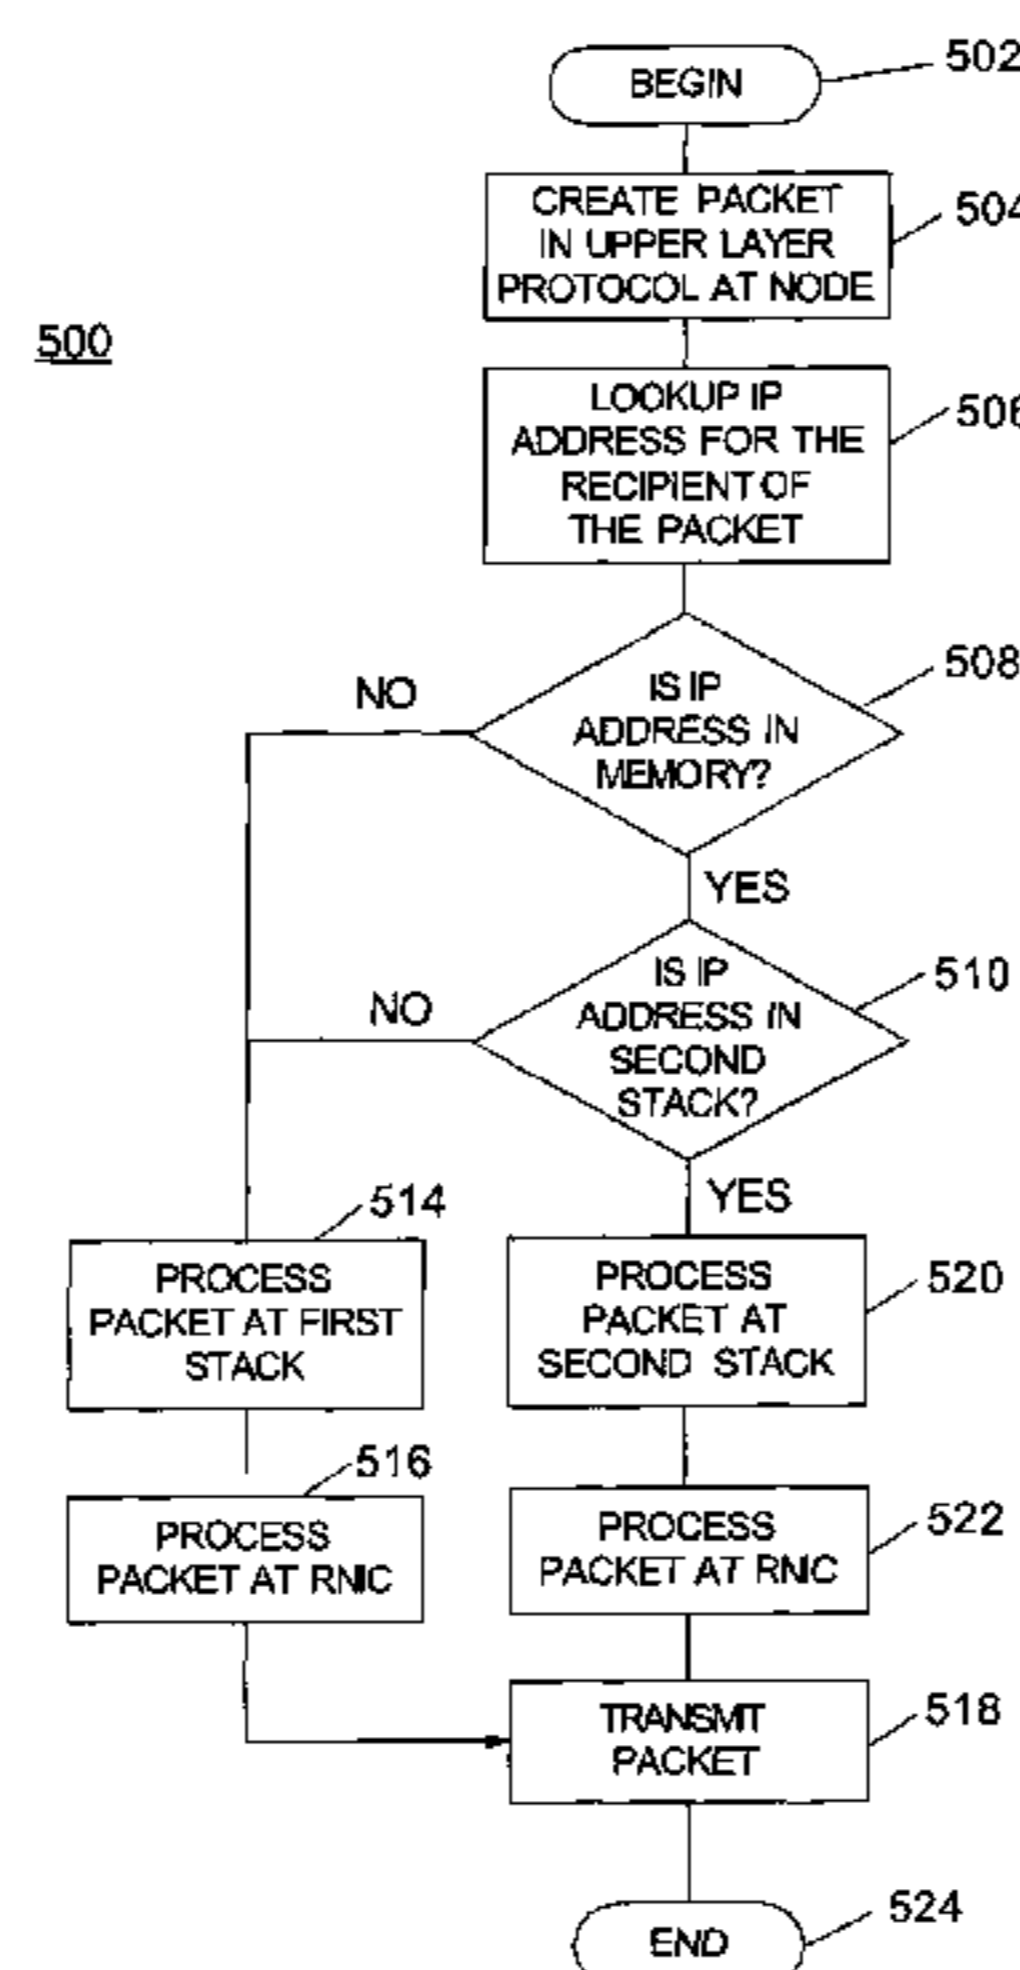 BEGIN
502
CREATE PACKET
IN UPPER LAYER
PROTOCOL AT NODE
504
500
LOOKUP IP
ADDRESS FOR THE
RECIPIENT OF
THE PACKET
506
IS IP
ADDRESS IN
MEMORY?
508
NO
YES
IS IP
ADDRESS IN
SECOND
STACK?
510
NO
YES
514
PROCESS
PACKET AT FIRST
STACK
PROCESS
PACKET AT
SECOND STACK
520
516
PROCESS
PACKET AT RNIC
PROCESS
PACKET AT RNIC
522
TRANSMIT
PACKET
518
END
524